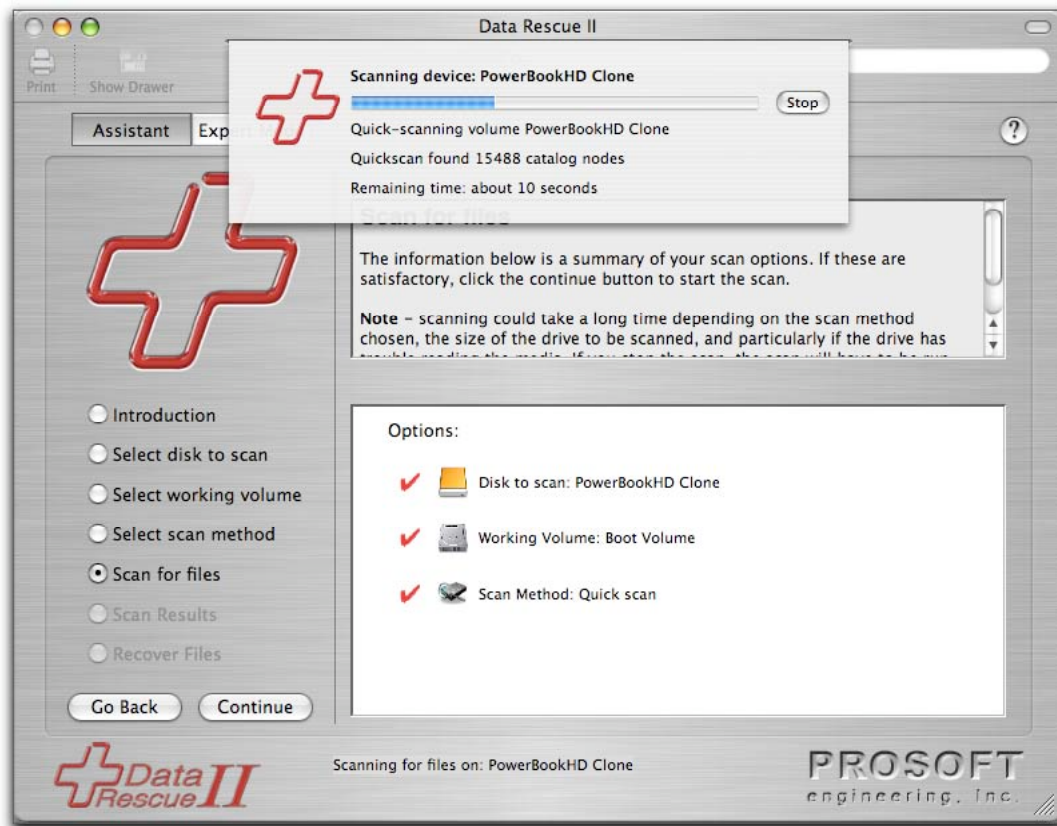 Data Rescue II
Print
Show Drawer
Scanning device: PowerBookHD Clone
Stop
Quick-scanning volume PowerBookHD Clone
Quickscan found 15488 catalog nodes
Remaining time: about 10 seconds
Assistant
?
Scan for files
The information below is a summary of your scan options. If these are
satisfactory, click the continue button to start the scan.
Note – scanning could take a long time depending on the scan method
chosen, the size of the drive to be scanned, and particularly if the drive has
Introduction
Select disk to scan
Select working volume
Select scan method
Scan for files
Scan Results
Recover Files
Go Back
Continue
Options:
Disk to scan: PowerBookHD Clone
Working Volume: Boot Volume
Scan Method: Quick scan
Data
Rescue II
Scanning for files on: PowerBookHD Clone
PROSOFT
engineering, inc.